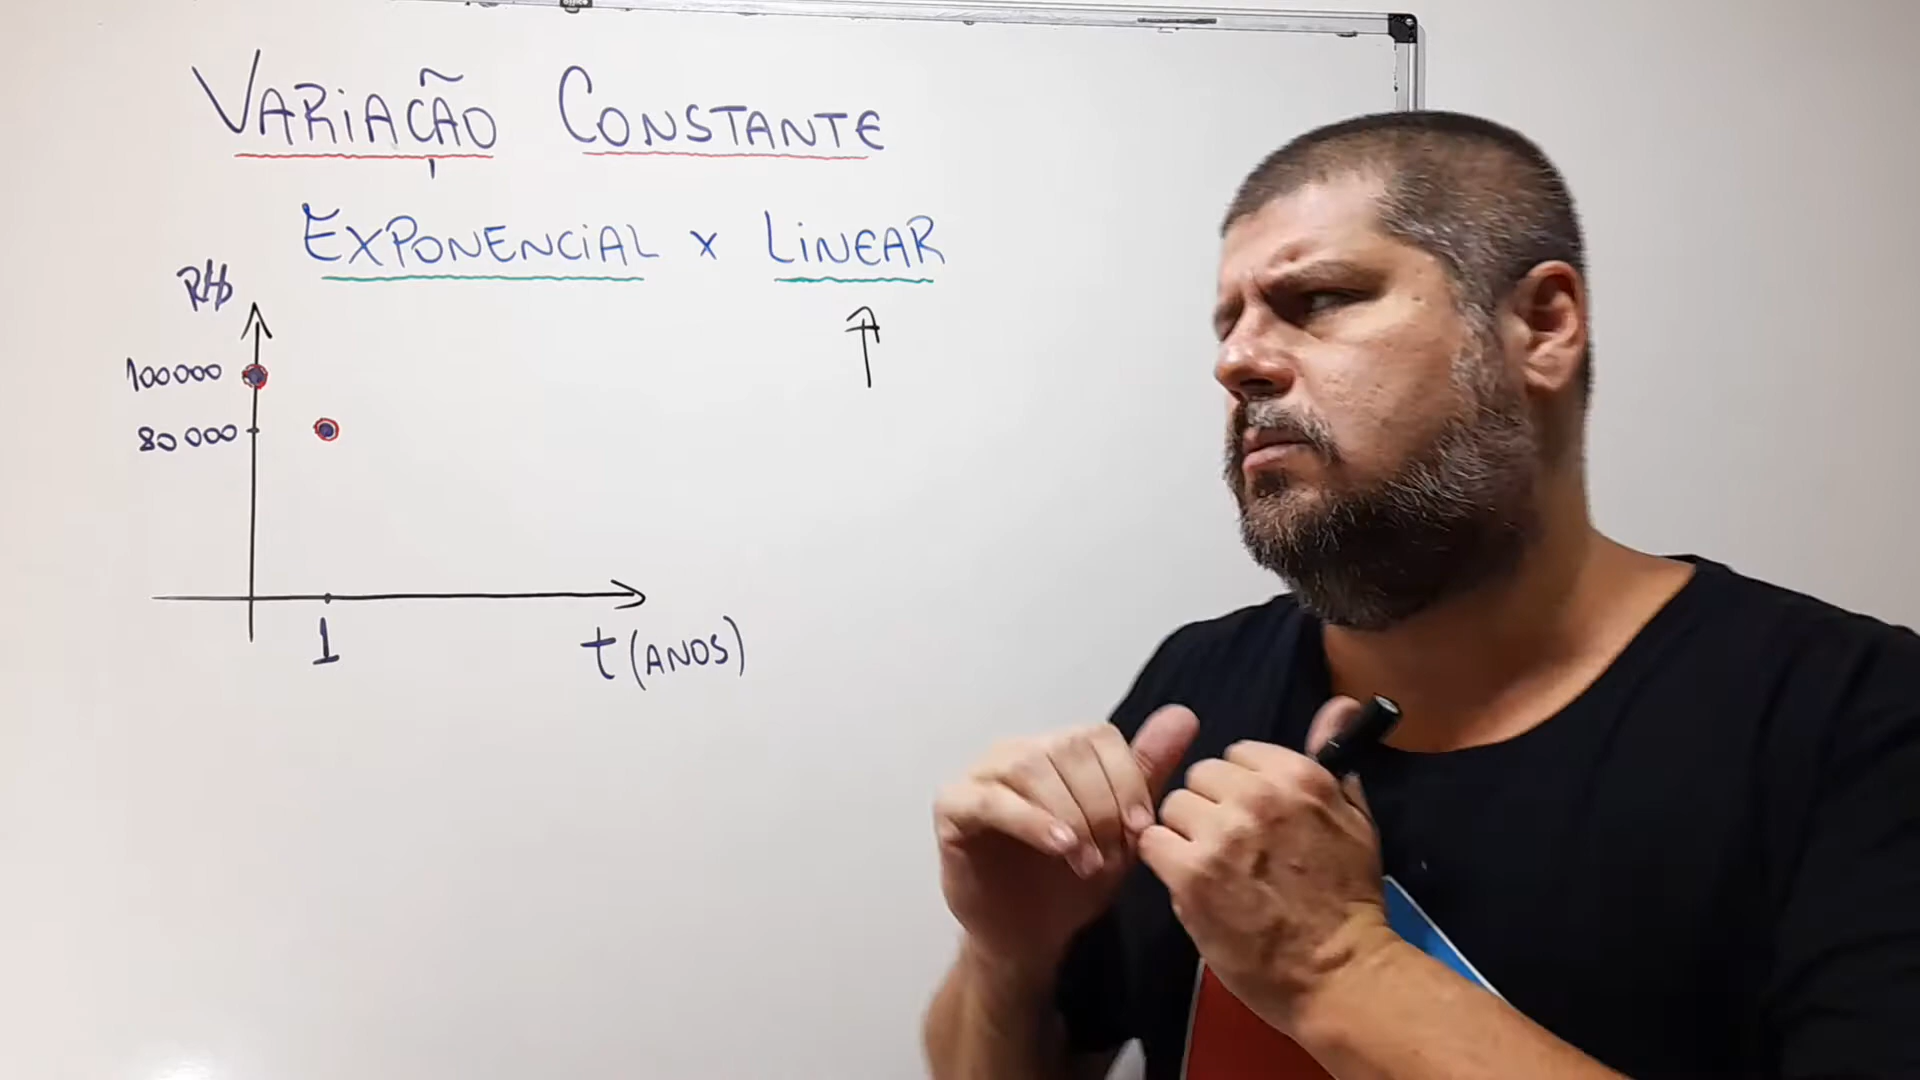 VARIAÇÃO CONSTANTE
EXPONENCIAL x LINEAR
R$
100000
80000
1
t (ANOS)